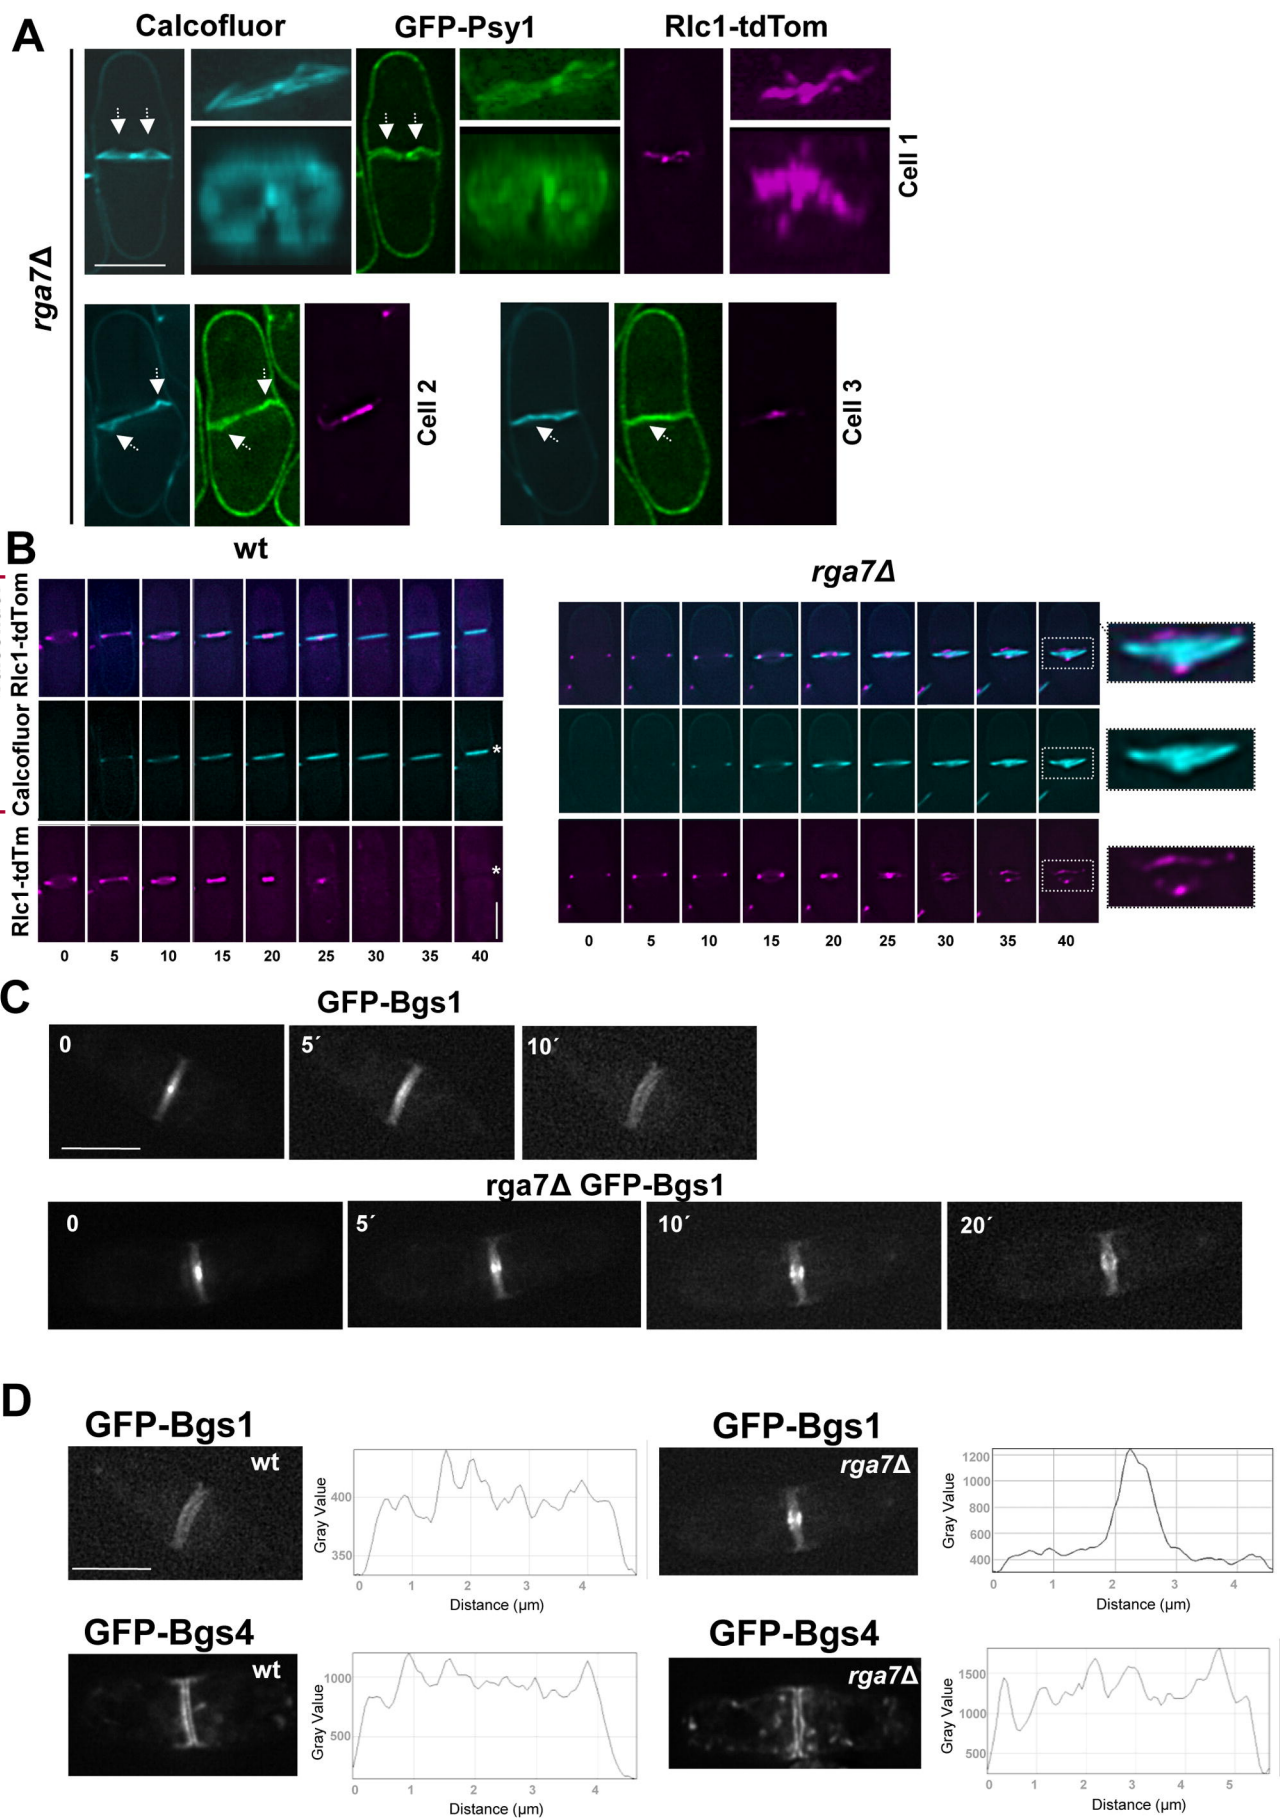 A
Calcofluor
GFP-Psy1
Rlc1-tdTom
rga7Δ
Cell 1
Cell 2
Cell 3
B
wt
rga7Δ
Rlc1-tdTom
Calcofluor
*
Rlc1-tdTm
*
0 5 10 15 20 25 30 35 40
0 5 10 15 20 25 30 35 40
C
GFP-Bgs1
0
5´
10´
rga7Δ GFP-Bgs1
0
5´
10´
20´
D
GFP-Bgs1
wt
Gray Value
400
350
0 1 2 3 4
Distance (µm)
GFP-Bgs1
rga7Δ
Gray Value
1200
1000
800
600
400
0 1 2 3 4
Distance (µm)
GFP-Bgs4
wt
Gray Value
1000
500
0 1 2 3 4
Distance (µm)
GFP-Bgs4
rga7Δ
Gray Value
1500
1000
500
0 1 2 3 4 5
Distance (µm)